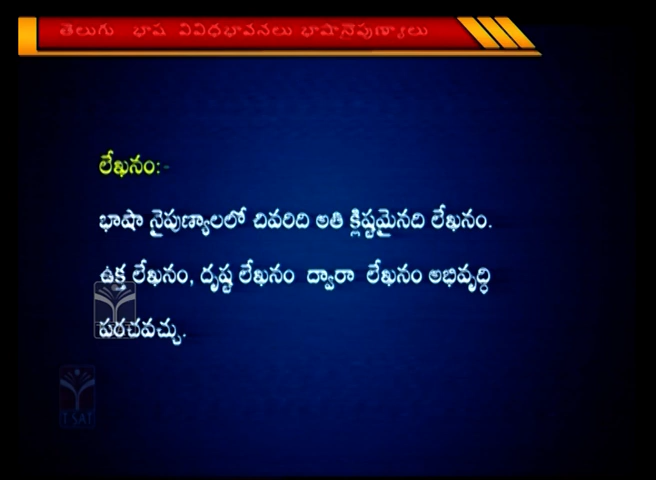 తెలుగు భాష వివిధభావనలు భాషానైపుణ్యాలు
లేఖనం:-
భాషా నైపుణ్యాలలో చివరిది అతి క్లిష్టమైనది లేఖనం.
ఉక్త లేఖనం, దృష్ట లేఖనం ద్వారా లేఖనం అభివృద్ధి
పరచవచ్చు.
T SAT